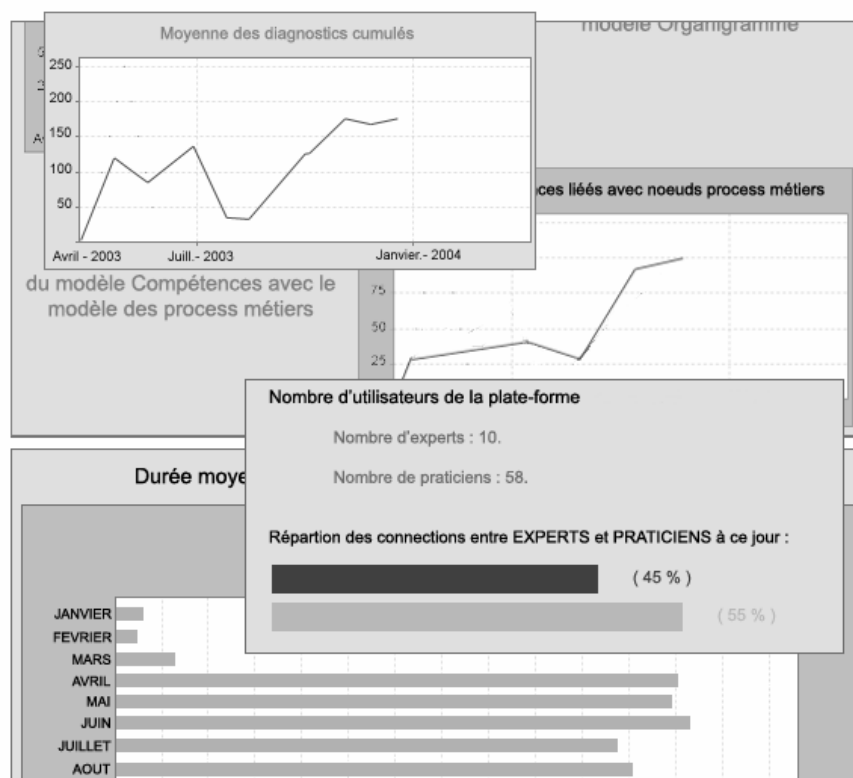 Moyenne des diagnostics cumulés
250
200
150
100
50
Avril - 2003
Juill.- 2003
Janvier.- 2004
modèle Organigramme
du modèle Compétences avec le
modèle des process métiers
liéés avec noeuds process métiers
75
50
25
Nombre d'utilisateurs de la plate-forme
Nombre d'experts : 10.
Nombre de praticiens : 58.
Répartion des connections entre EXPERTS et PRATICIENS à ce jour :
( 45 % )
( 55 % )
Durée
JANVIER
FEVRIER
MARS
AVRIL
MAI
JUIN
JUILLET
AOUT